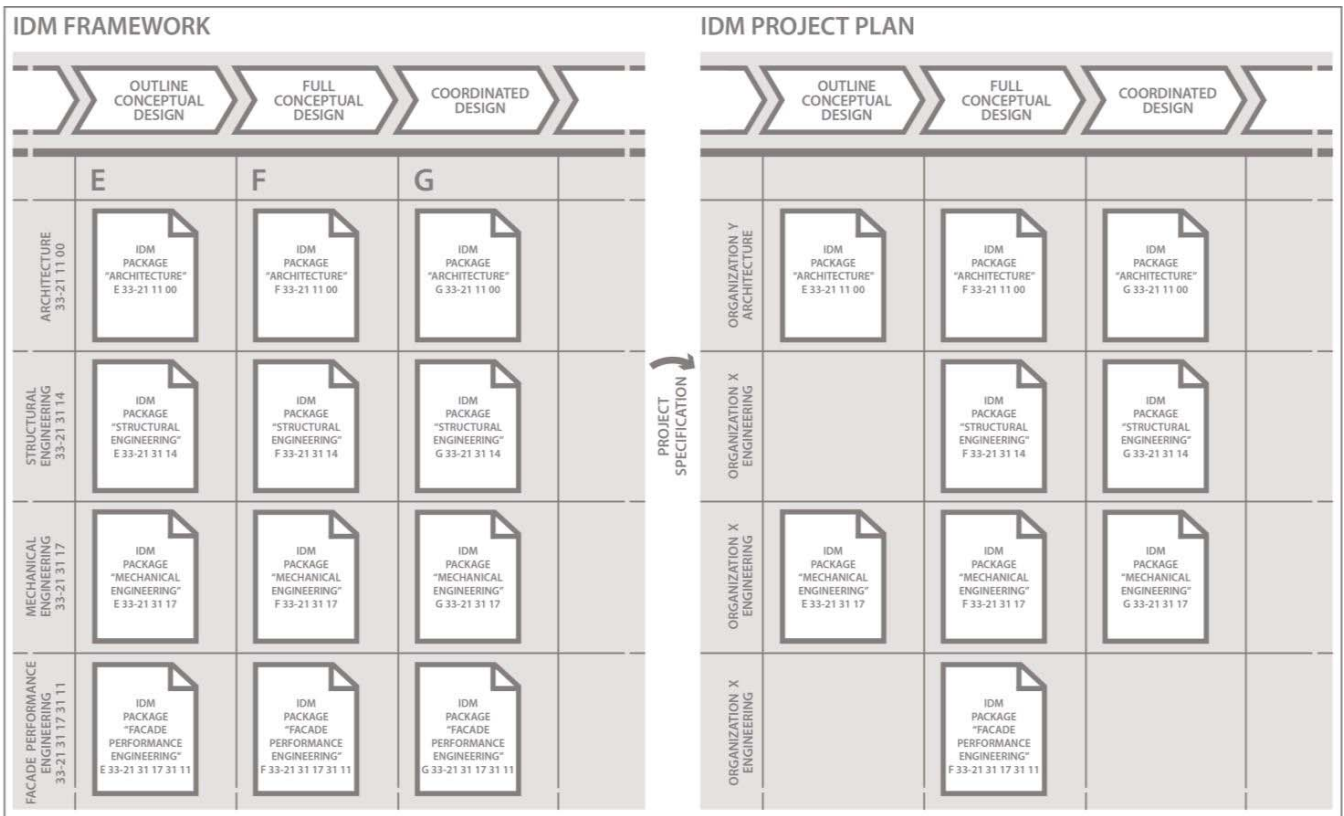 IDM FRAMEWORK
OUTLINE
CONCEPTUAL
DESIGN
FULL
CONCEPTUAL
DESIGN
COORDINATED
DESIGN
E
F
G
ARCHITECTURE
33-21 11 00
IDM
PACKAGE
"ARCHITECTURE"
E 33-21 11 00
IDM
PACKAGE
"ARCHITECTURE"
F 33-21 11 00
IDM
PACKAGE
"ARCHITECTURE"
G 33-21 11 00
STRUCTURAL
ENGINEERING
33-21 31 14
IDM
PACKAGE
"STRUCTURAL
ENGINEERING"
E 33-21 31 14
IDM
PACKAGE
"STRUCTURAL
ENGINEERING"
F 33-21 31 14
IDM
PACKAGE
"STRUCTURAL
ENGINEERING"
G 33-21 31 14
MECHANICAL
ENGINEERING
33-21 31 17
IDM
PACKAGE
"MECHANICAL
ENGINEERING"
E 33-21 31 17
IDM
PACKAGE
"MECHANICAL
ENGINEERING"
F 33-21 31 17
IDM
PACKAGE
"MECHANICAL
ENGINEERING"
G 33-21 31 17
FACADE PERFORMANCE
ENGINEERING
33-21 31 17 31 11
IDM
PACKAGE
"FACADE
PERFORMANCE
ENGINEERING"
E 33-21 31 17 31 11
IDM
PACKAGE
"FACADE
PERFORMANCE
ENGINEERING"
F 33-21 31 17 31 11
IDM
PACKAGE
"FACADE
PERFORMANCE
ENGINEERING"
G 33-21 31 17 31 11
PROJECT
SPECIFICATION
IDM PROJECT PLAN
OUTLINE
CONCEPTUAL
DESIGN
FULL
CONCEPTUAL
DESIGN
COORDINATED
DESIGN
ORGANIZATION Y
ARCHITECTURE
IDM
PACKAGE
"ARCHITECTURE"
E 33-21 11 00
IDM
PACKAGE
"ARCHITECTURE"
F 33-21 11 00
IDM
PACKAGE
"ARCHITECTURE"
G 33-21 11 00
ORGANIZATION X
ENGINEERING
IDM
PACKAGE
"STRUCTURAL
ENGINEERING"
F 33-21 31 14
IDM
PACKAGE
"STRUCTURAL
ENGINEERING"
G 33-21 31 14
ORGANIZATION X
ENGINEERING
IDM
PACKAGE
"MECHANICAL
ENGINEERING"
E 33-21 31 17
IDM
PACKAGE
"MECHANICAL
ENGINEERING"
F 33-21 31 17
IDM
PACKAGE
"MECHANICAL
ENGINEERING"
G 33-21 31 17
ORGANIZATION X
ENGINEERING
IDM
PACKAGE
"FACADE
PERFORMANCE
ENGINEERING"
F 33-21 31 17 31 11